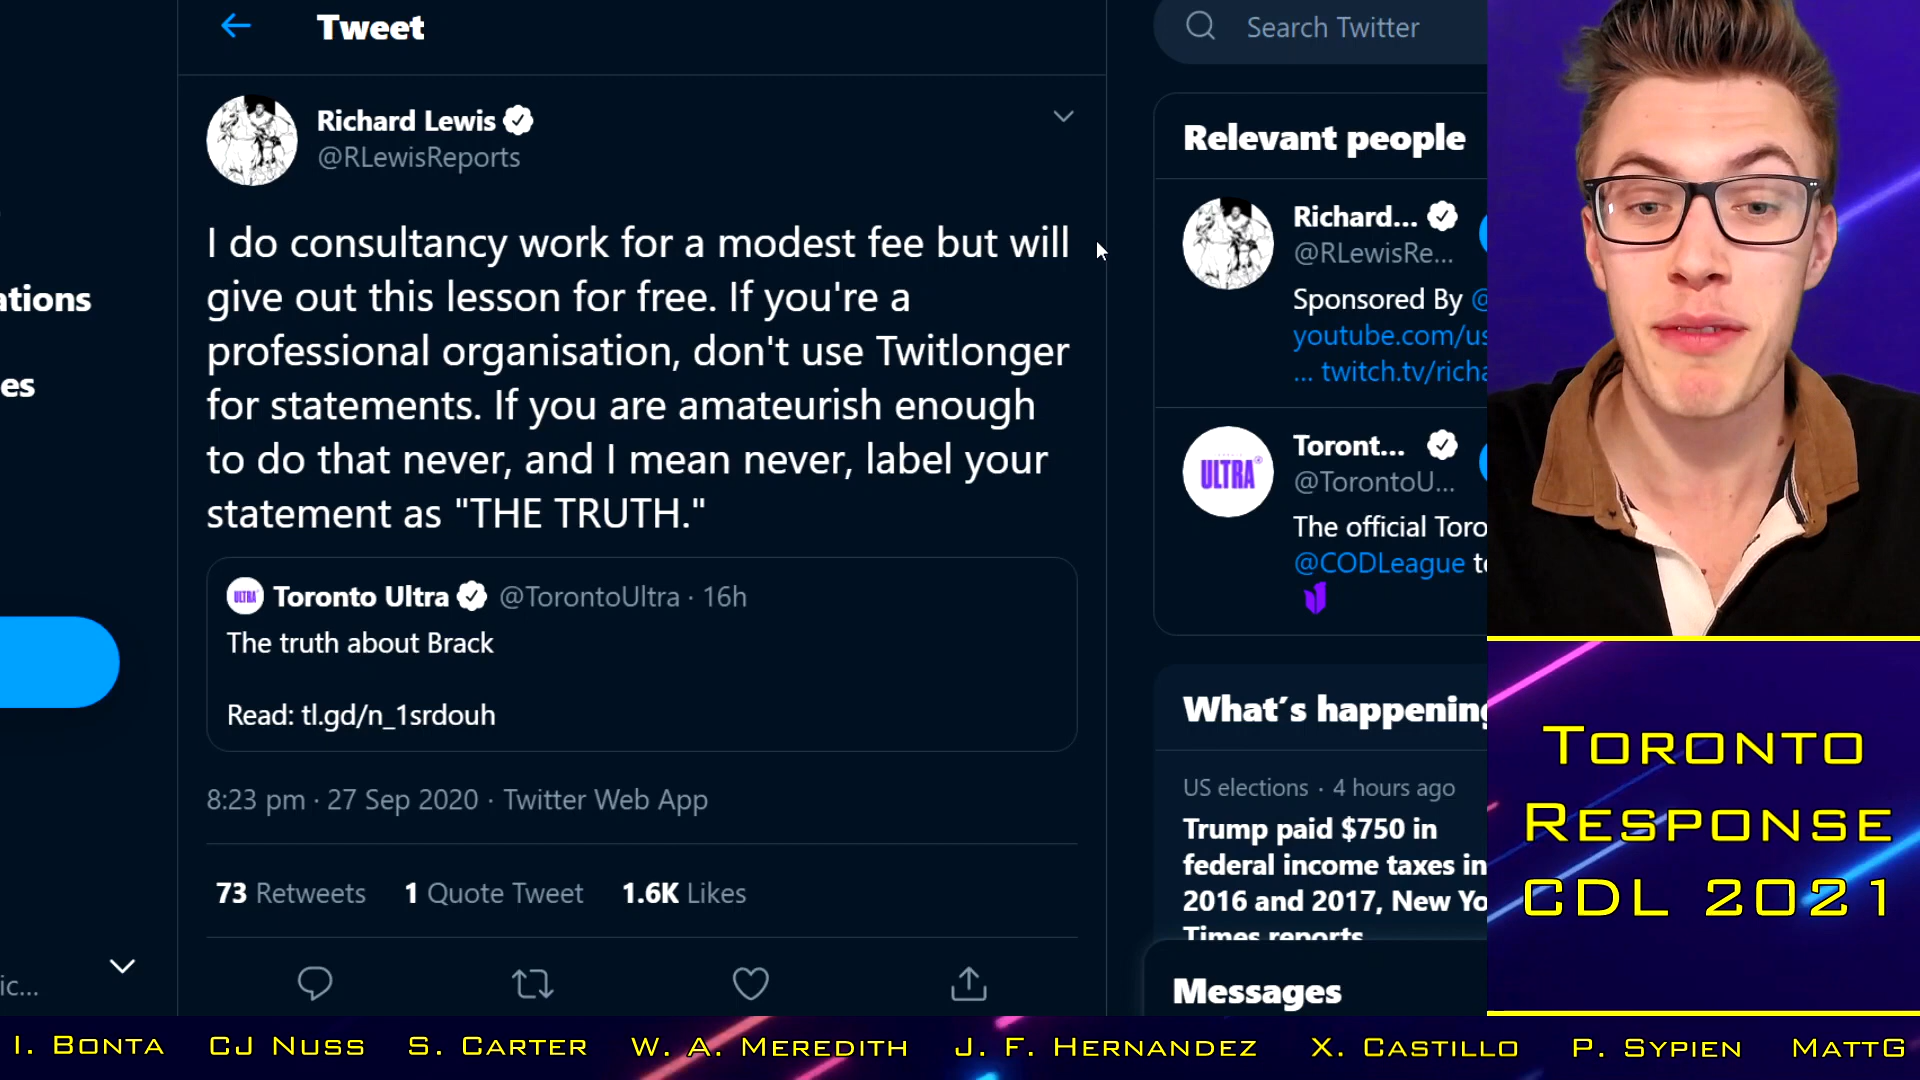 Tweet
Search Twitter
Richard Lewis
@RLewisReports
I do consultancy work for a modest fee but will
give out this lesson for free. If you're a
professional organisation, don't use Twitlonger
for statements. If you are amateurish enough
to do that never, and I mean never, label your
statement as "THE TRUTH."
ULTRA Toronto Ultra @TorontoUltra · 16h
The truth about Brack
Read: tl.gd/n_1srdouh
8:23 pm · 27 Sep 2020 · Twitter Web App
73 Retweets 1 Quote Tweet 1.6K Likes
ations
es
ic...
Relevant people
Richard...
@RLewisRe...
Sponsored By @
youtube.com/us
... twitch.tv/richa
ULTRA
Toront...
@TorontoU...
The official Toro
@CODLeague te
What's happening
US elections · 4 hours ago
Trump paid $750 in
federal income taxes in
2016 and 2017, New Yo
Times reports
Messages
TORONTO
RESPONSE
CDL 2021
I. BONTA CJ NUSS S. CARTER W. A. MEREDITH J. F. HERNANDEZ X. CASTILLO P. SYPIEN MATTG